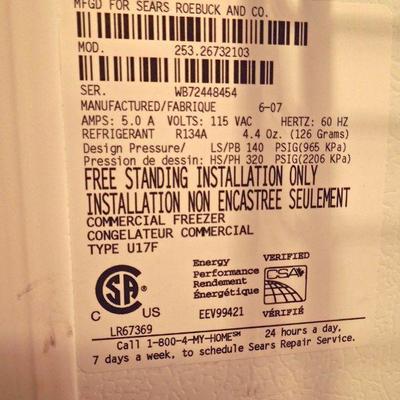 MFGD FOR SEARS ROEBUCK AND CO.
MOD. 253.26732103
SER. WB72448454
MANUFACTURED/FABRIQUE 6-07
AMPS: 5.0 A VOLTS: 115 VAC HERTZ: 60 HZ
REFRIGERANT R134A 4.4 Oz. (126 Grams)
Design Pressure/ LS/PB 140 PSIG(965 KPa)
Pression de dessin: HS/PH 320 PSIG(2206 KPa)
FREE STANDING INSTALLATION ONLY
INSTALLATION NON ENCASTREE SEULEMENT
COMMERCIAL FREEZER
CONGELATEUR COMMERCIAL
TYPE U17F
Energy VERIFIED
Performance
Rendement
Énergétique
SA CSA
C US EEV99421 VÉRIFIÉ
LR67369
Call 1-800-4-MY-HOME℠ 24 hours a day,
7 days a week, to schedule Sears Repair Service.